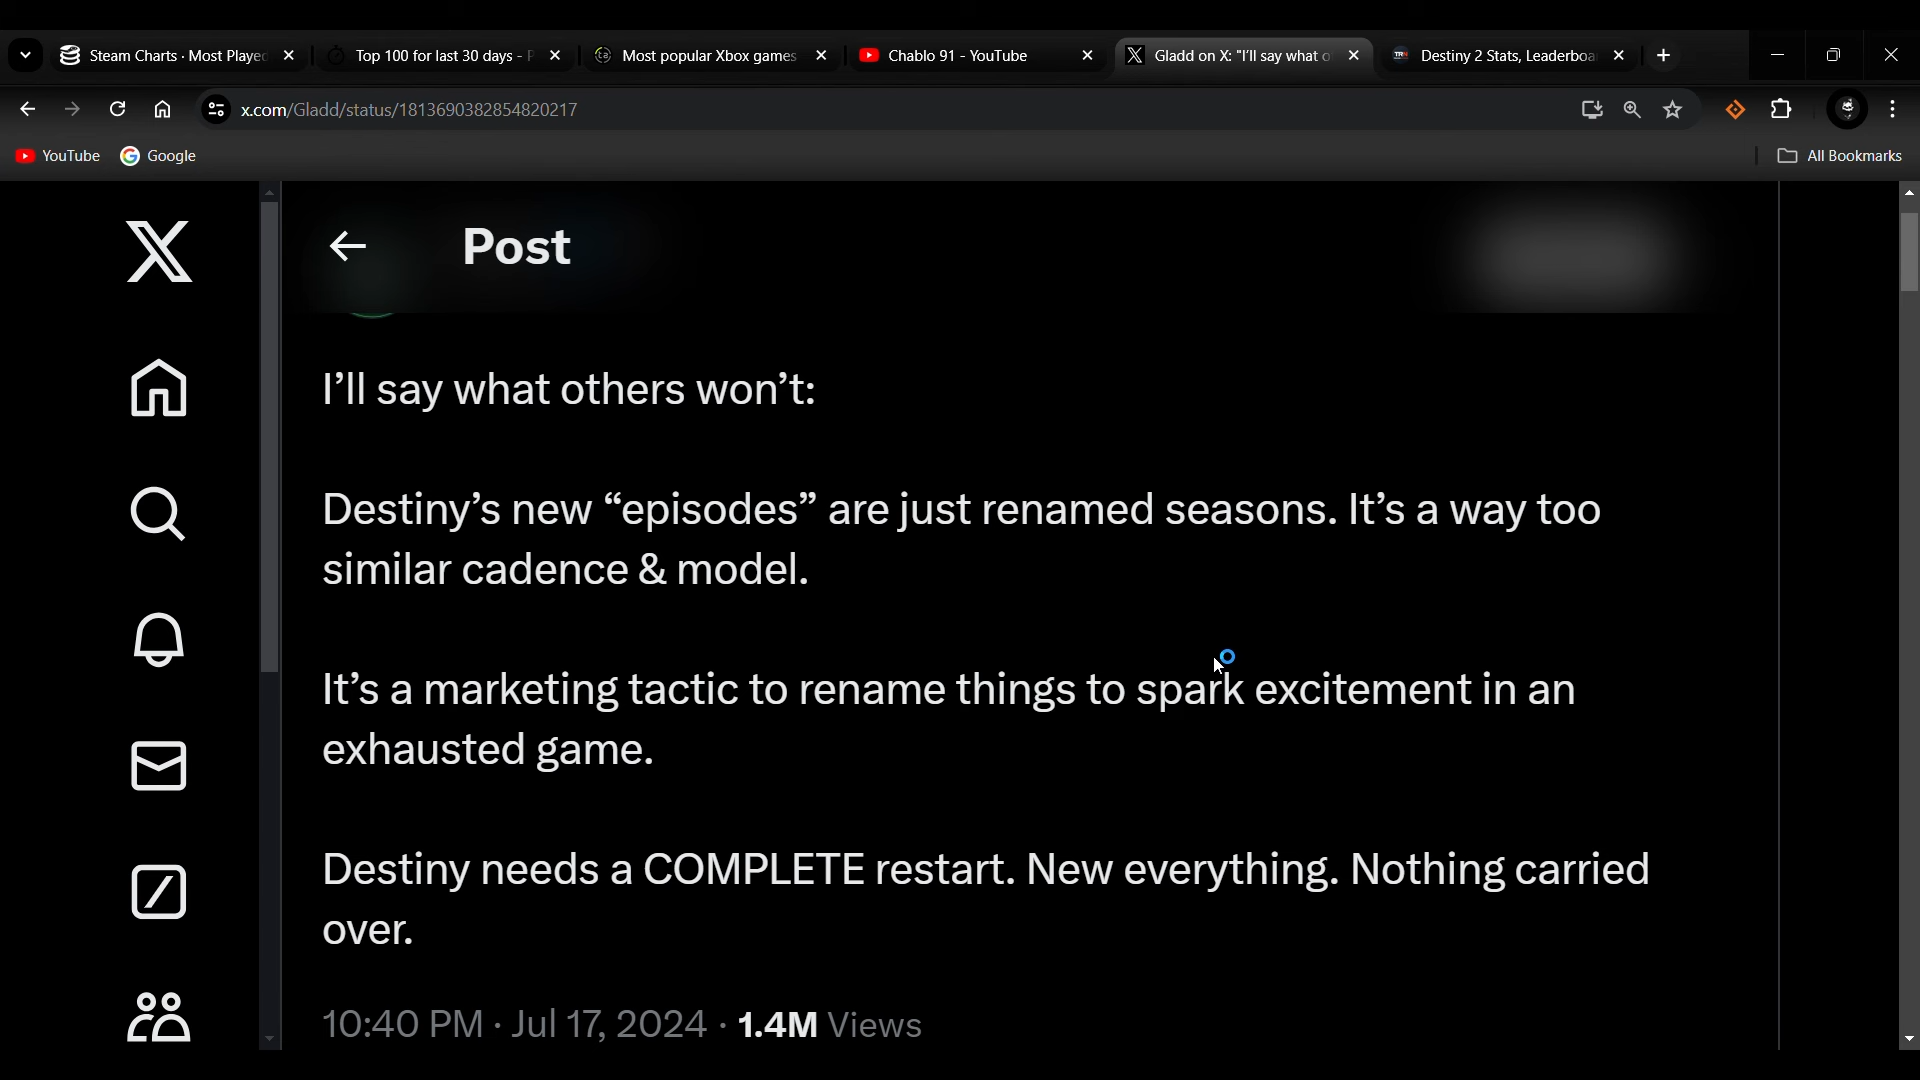 Steam Charts · Most Playe
Top 100 for last 30 days -
Most popular Xbox games
Chablo 91 - YouTube
Gladd on X: "I'll say what o
TRN
Destiny 2 Stats, Leaderboa
x.com/Gladd/status/1813690382854820217
YouTube
Google
All Bookmarks
Post
I’ll say what others won’t:
Destiny’s new “episodes” are just renamed seasons. It’s a way too
similar cadence & model.
It’s a marketing tactic to rename things to spark excitement in an
exhausted game.
Destiny needs a COMPLETE restart. New everything. Nothing carried
over.
10:40 PM · Jul 17, 2024 · 1.4M Views